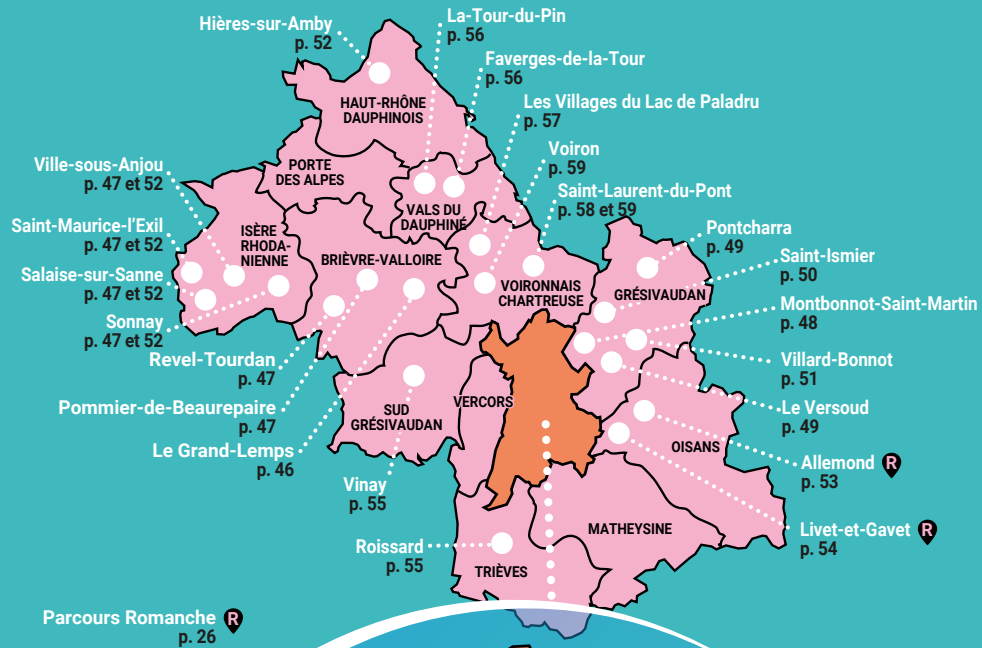 Hières-sur-Amby
p. 52
La-Tour-du-Pin
p. 56
Faverges-de-la-Tour
p. 56
Les Villages du Lac de Paladru
p. 57
Voiron
p. 59
Saint-Laurent-du-Pont
p. 58 et 59
Pontcharra
p. 49
Saint-Ismier
p. 50
Montbonnot-Saint-Martin
p. 48
Villard-Bonnot
p. 51
Le Versoud
p. 49
Allemond R
p. 53
Livet-et-Gavet R
p. 54
Ville-sous-Anjou
p. 47 et 52
Saint-Maurice-l’Exil
p. 47 et 52
Salaise-sur-Sanne
p. 47 et 52
Sonnay
p. 47 et 52
Revel-Tourdan
p. 47
Pommier-de-Beaurepaire
p. 47
Le Grand-Lemps
p. 46
Vinay
p. 55
Roissard
p. 55
Parcours Romanche R
p. 26
HAUT-RHÔNE
DAUPHINOIS
PORTE
DES ALPES
VALS DU
DAUPHINÉ
ISÈRE
RHODA-
NIENNE
BRIÈVRE-VALLOIRE
VOIRONNAIS
CHARTREUSE
GRÉSIVAUDAN
SUD
GRÉSIVAUDAN
VERCORS
OISANS
MATHEYSINE
TRIÈVES